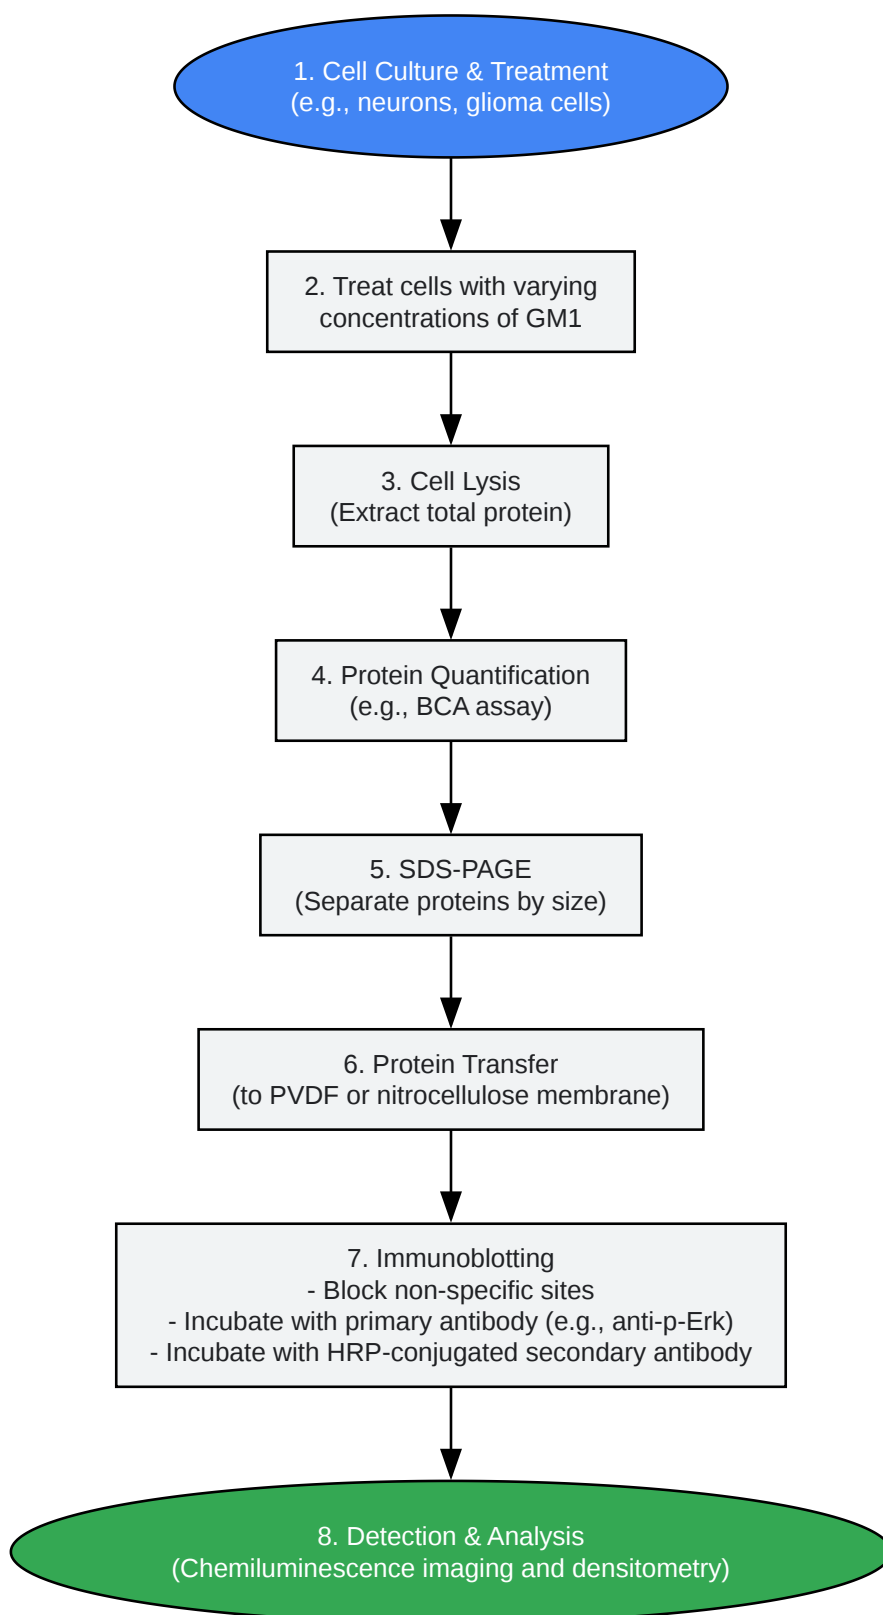 1. Cell Culture & Treatment
(e.g., neurons, glioma cells)
2. Treat cells with varying
concentrations of GM1
3. Cell Lysis
(Extract total protein)
4. Protein Quantification
(e.g., BCA assay)
5. SDS-PAGE
(Separate proteins by size)
6. Protein Transfer
(to PVDF or nitrocellulose membrane)
7. Immunoblotting
- Block non-specific sites
- Incubate with primary antibody (e.g., anti-p-Erk)
- Incubate with HRP-conjugated secondary antibody
8. Detection & Analysis
(Chemiluminescence imaging and densitometry)